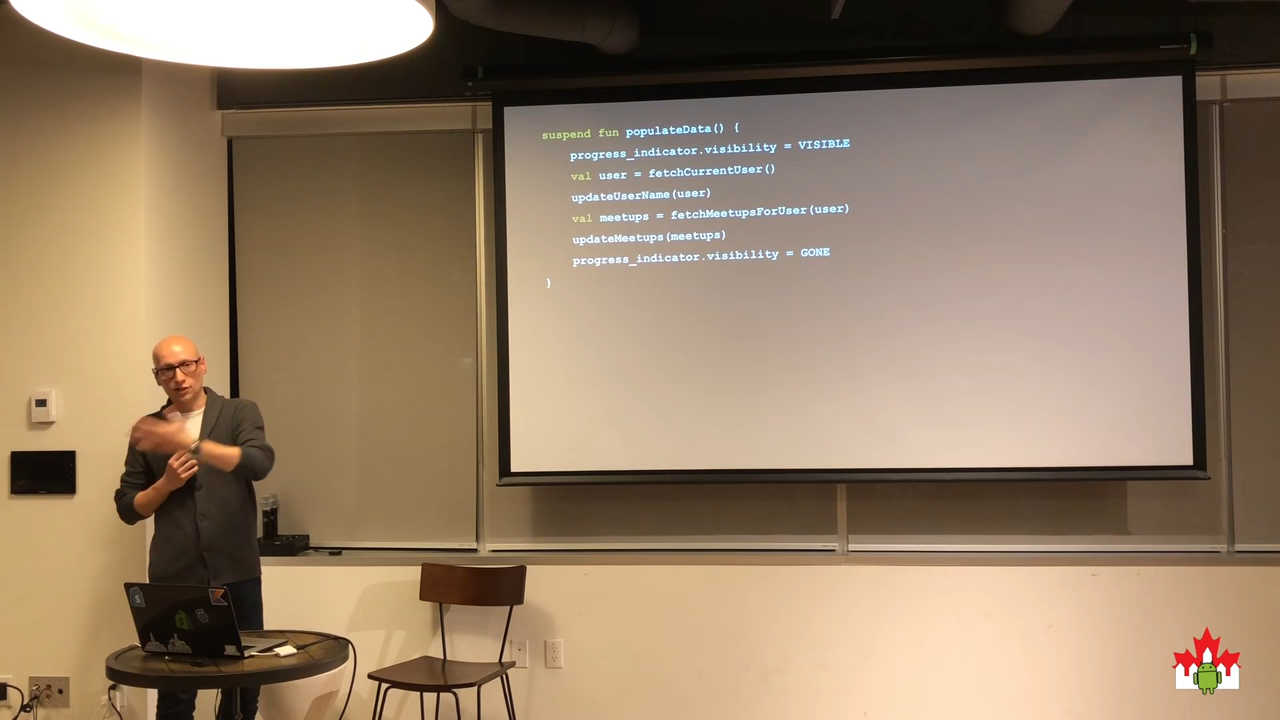 suspend fun populateData() {
progress_indicator.visibility = VISIBLE
val user = fetchCurrentUser()
updateUserName(user)
val meetups = fetchMeetupsForUser(user)
updateMeetups(meetups)
progress_indicator.visibility = GONE
}